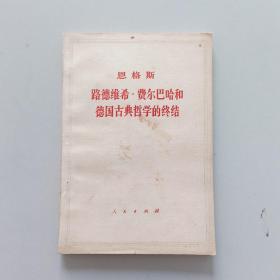 恩格斯
路德维希·费尔巴哈和
德国古典哲学的终结
人民出版社